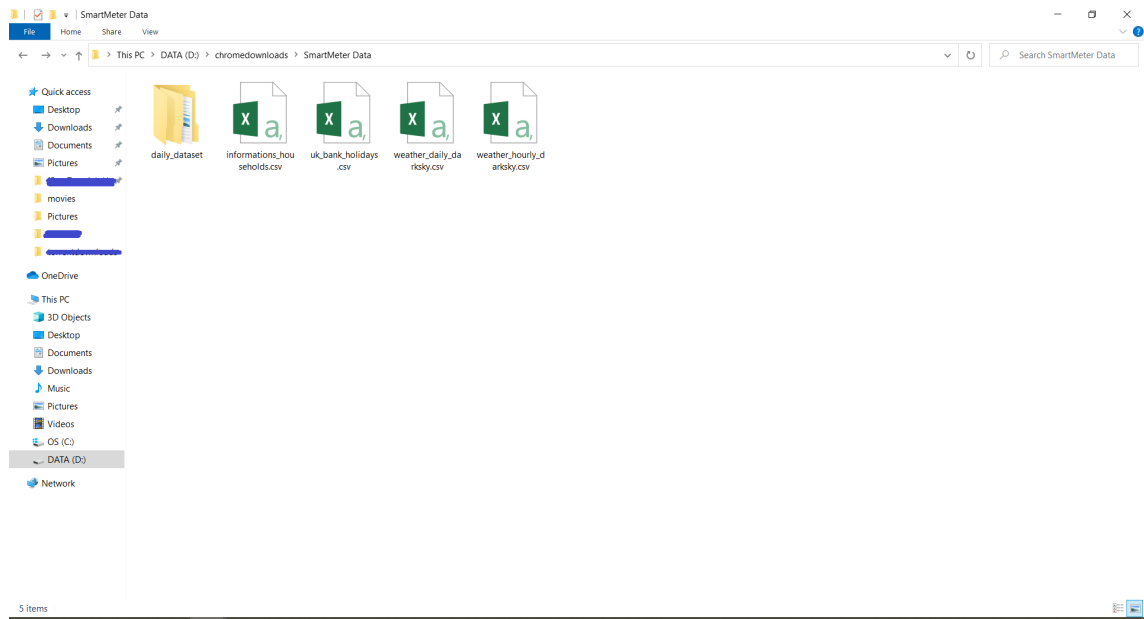 SmartMeter Data
File Home Share View
This PC > DATA (D:) > chromedownloads > SmartMeter Data
Search SmartMeter Data
Quick access
Desktop
Downloads
Documents
Pictures
movies
Pictures
OneDrive
This PC
3D Objects
Desktop
Documents
Downloads
Music
Pictures
Videos
OS (C:)
DATA (D:)
Network
daily_dataset
informations_hou
seholds.csv
uk_bank_holidays
.csv
weather_daily_da
rksky.csv
weather_hourly_d
arksky.csv
5 items